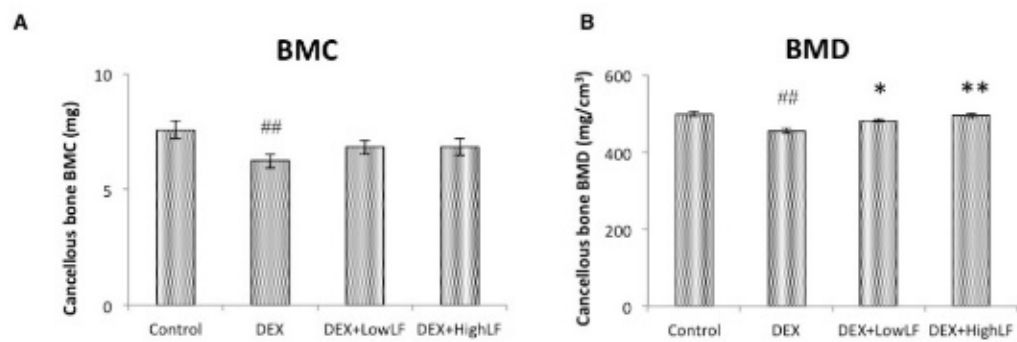 A
BMC
Cancellous bone BMC (mg)
10
5
0
##
Control
DEX
DEX+LowLF
DEX+HighLF
B
BMD
Cancellous bone BMD (mg/cm³)
600
400
200
0
##
*
**
Control
DEX
DEX+LowLF
DEX+HighLF